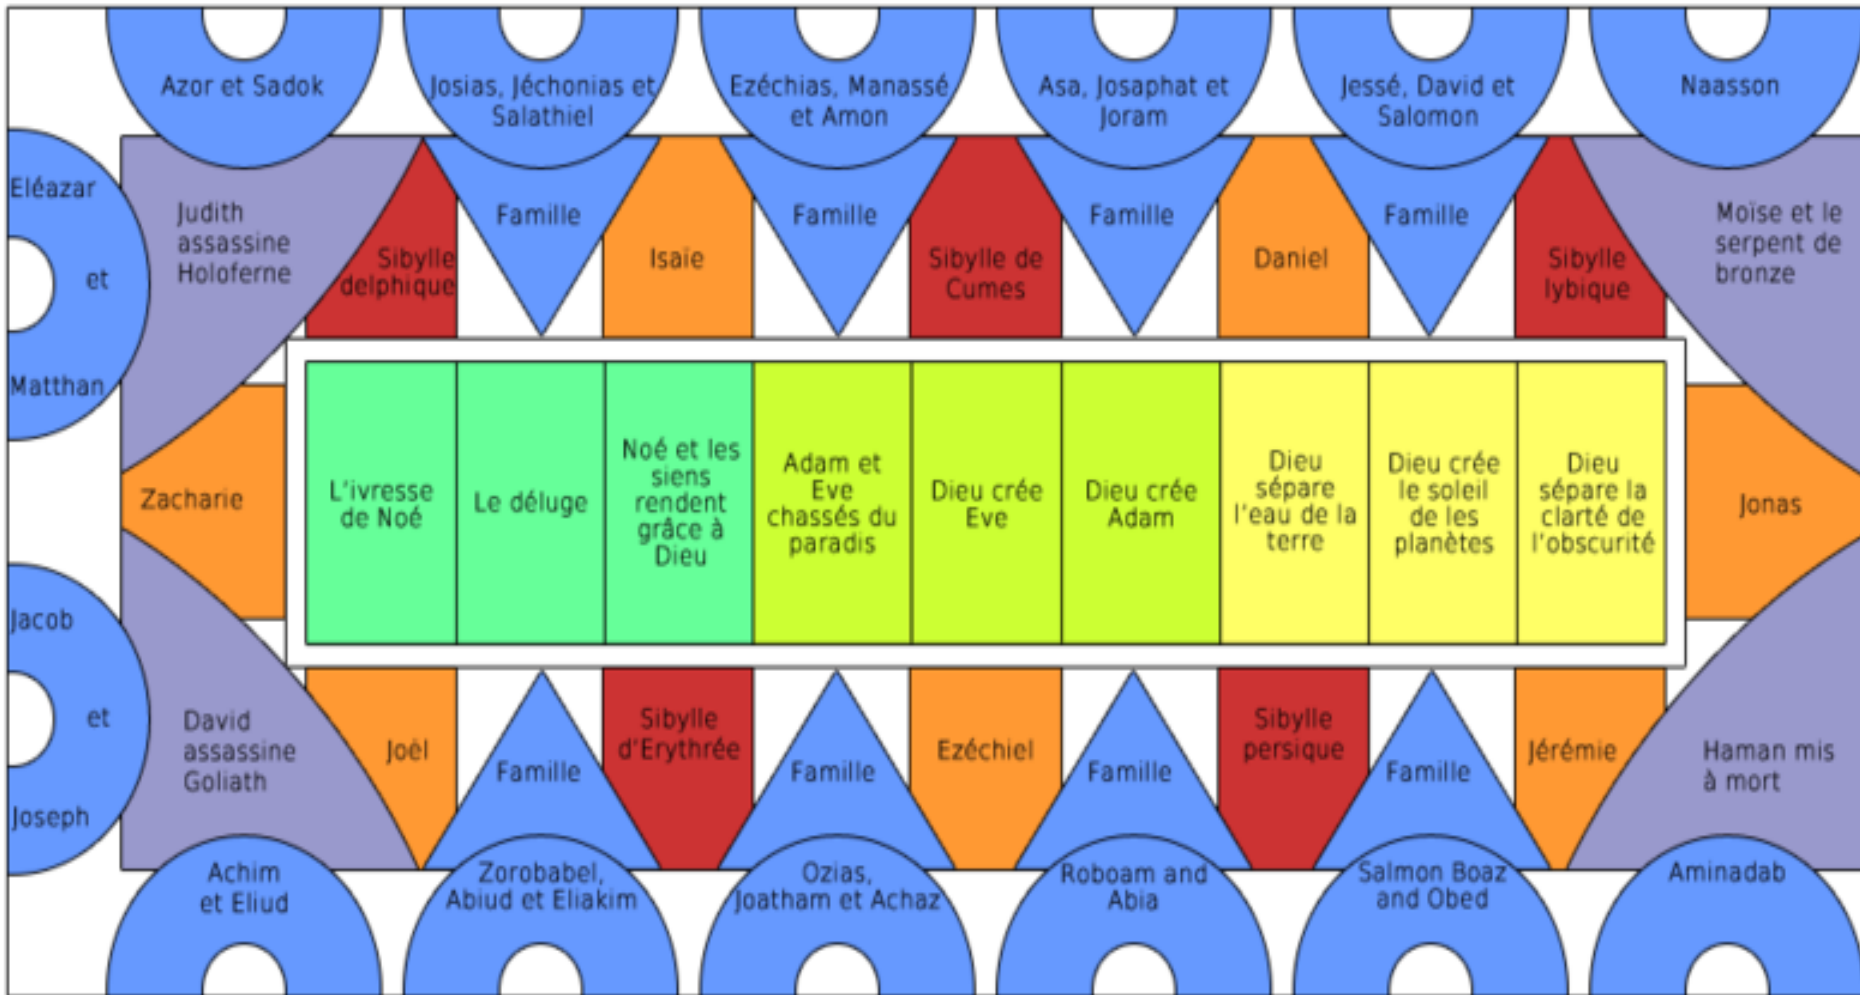 Azor et Sadok
Josias, Jéchonias et
Salathiel
Ezéchias, Manassé
et Amon
Asa, Josaphat et
Joram
Jessé, David et
Salomon
Naasson
Eléazar
et
Matthan
Judith
assassine
Holoferne
Sibylle
delphique
Famille
Isaïe
Famille
Sibylle de
Cumes
Famille
Daniel
Famille
Sibylle
lybique
Moïse et le
serpent de
bronze
Zacharie
L'ivresse
de Noé
Le déluge
Noé et les
siens
rendent
grâce à
Dieu
Adam et
Eve
chassés du
paradis
Dieu crée
Eve
Dieu crée
Adam
Dieu
sépare
l'eau de la
terre
Dieu crée
le soleil
de les
planètes
Dieu
sépare la
clarté de
l'obscurité
Jonas
Jacob
et
Joseph
David
assassine
Goliath
Joël
Famille
Sibylle
d'Erythrée
Famille
Ezéchiel
Famille
Sibylle
persique
Famille
Jérémie
Haman mis
à mort
Achim
et Eliud
Zorobabel,
Abiud et Eliakim
Ozias,
Joatham et Achaz
Roboam and
Abia
Salmon Boaz
and Obed
Aminadab